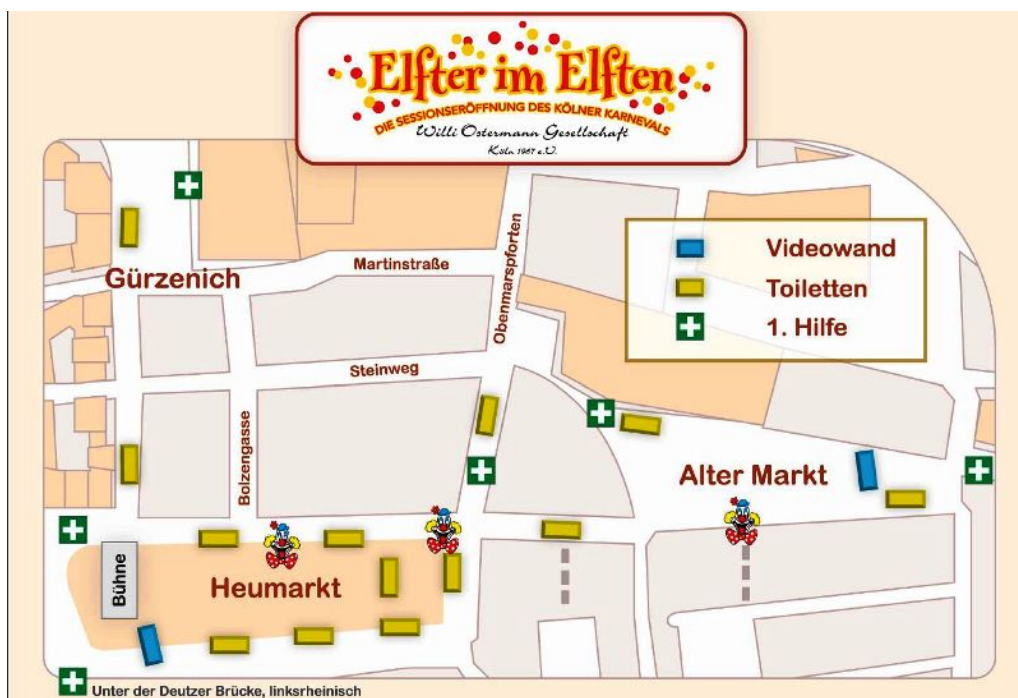 Elfter im Elften
DIE SESSIONSERÖFFNUNG DES KÖLNER KARNEVALS
Willi Ostermann Gesellschaft
Köln 1967 e.V.
Videowand
Toiletten
1. Hilfe
Gürzenich
Martinstraße
Obenmarspforten
Steinweg
Bolzengasse
Alter Markt
Heumarkt
Bühne
Unter der Deutzer Brücke, linksrheinisch